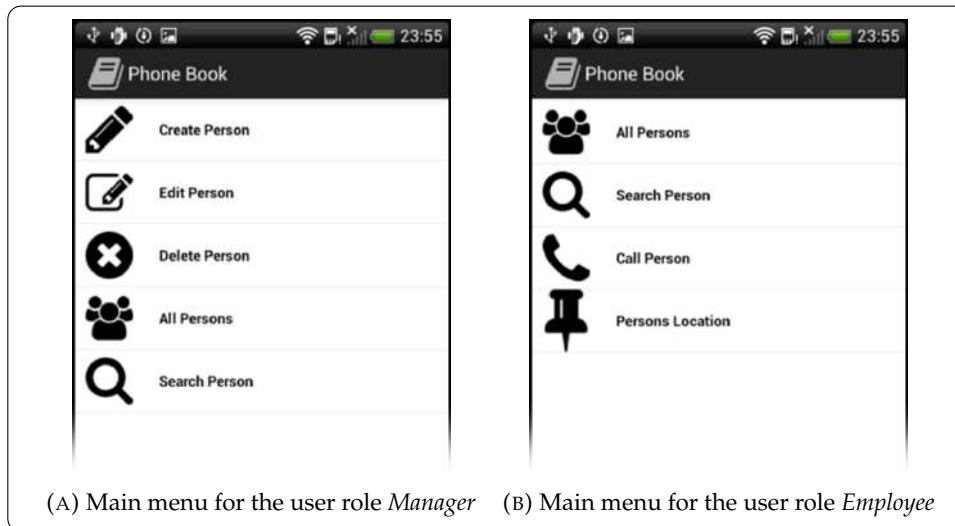 23:55
Phone Book
Create Person
Edit Person
Delete Person
All Persons
Search Person
23:55
Phone Book
All Persons
Search Person
Call Person
Persons Location
(A) Main menu for the user role Manager
(B) Main menu for the user role Employee